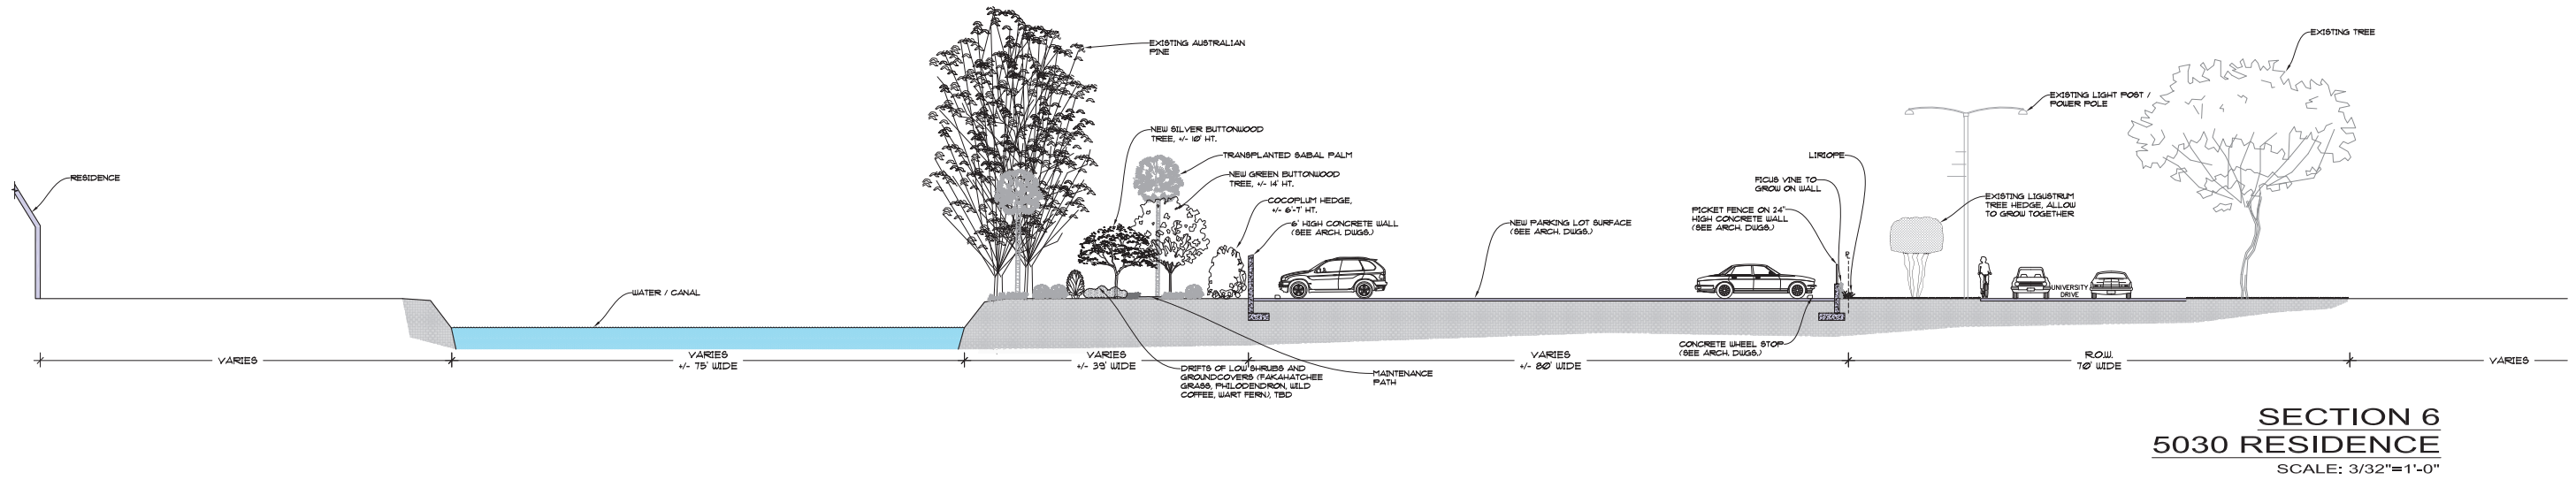 EXISTING TREE
EXISTING AUSTRALIAN
PINE
EXISTING LIGHT POST /
POWER POLE
NEW SILVER BUTTONWOOD
TREE, +/- 10' HT.
TRANSPLANTED SABAL PALM
LIRIOPE
RESIDENCE
NEW GREEN BUTTONWOOD
TREE, +/- 14' HT.
FICUS VINE TO
GROW ON WALL
EXISTING LIGUSTRUM
TREE HEDGE, ALLOW
TO GROW TOGETHER
COCOPLUM HEDGE,
+/- 6'-7' HT.
PICKET FENCE ON 24"
HIGH CONCRETE WALL
(SEE ARCH. DWGS.)
6' HIGH CONCRETE WALL
(SEE ARCH. DWGS.)
NEW PARKING LOT SURFACE
(SEE ARCH. DWGS.)
WATER / CANAL
UNIVERSITY
DRIVE
CONCRETE WHEEL STOP
(SEE ARCH. DWGS.)
VARIES
VARIES
+/- 75' WIDE
VARIES
+/- 39' WIDE
VARIES
+/- 80' WIDE
R.O.W.
70' WIDE
VARIES
DRIFTS OF LOW SHRUBS AND
GROUNDCOVERS (FAKAHATCHEE
GRASS, PHILODENDRON, WILD
COFFEE, WART FERN), TBD
MAINTENANCE
PATH
SECTION 6
5030 RESIDENCE
SCALE: 3/32"=1'-0"